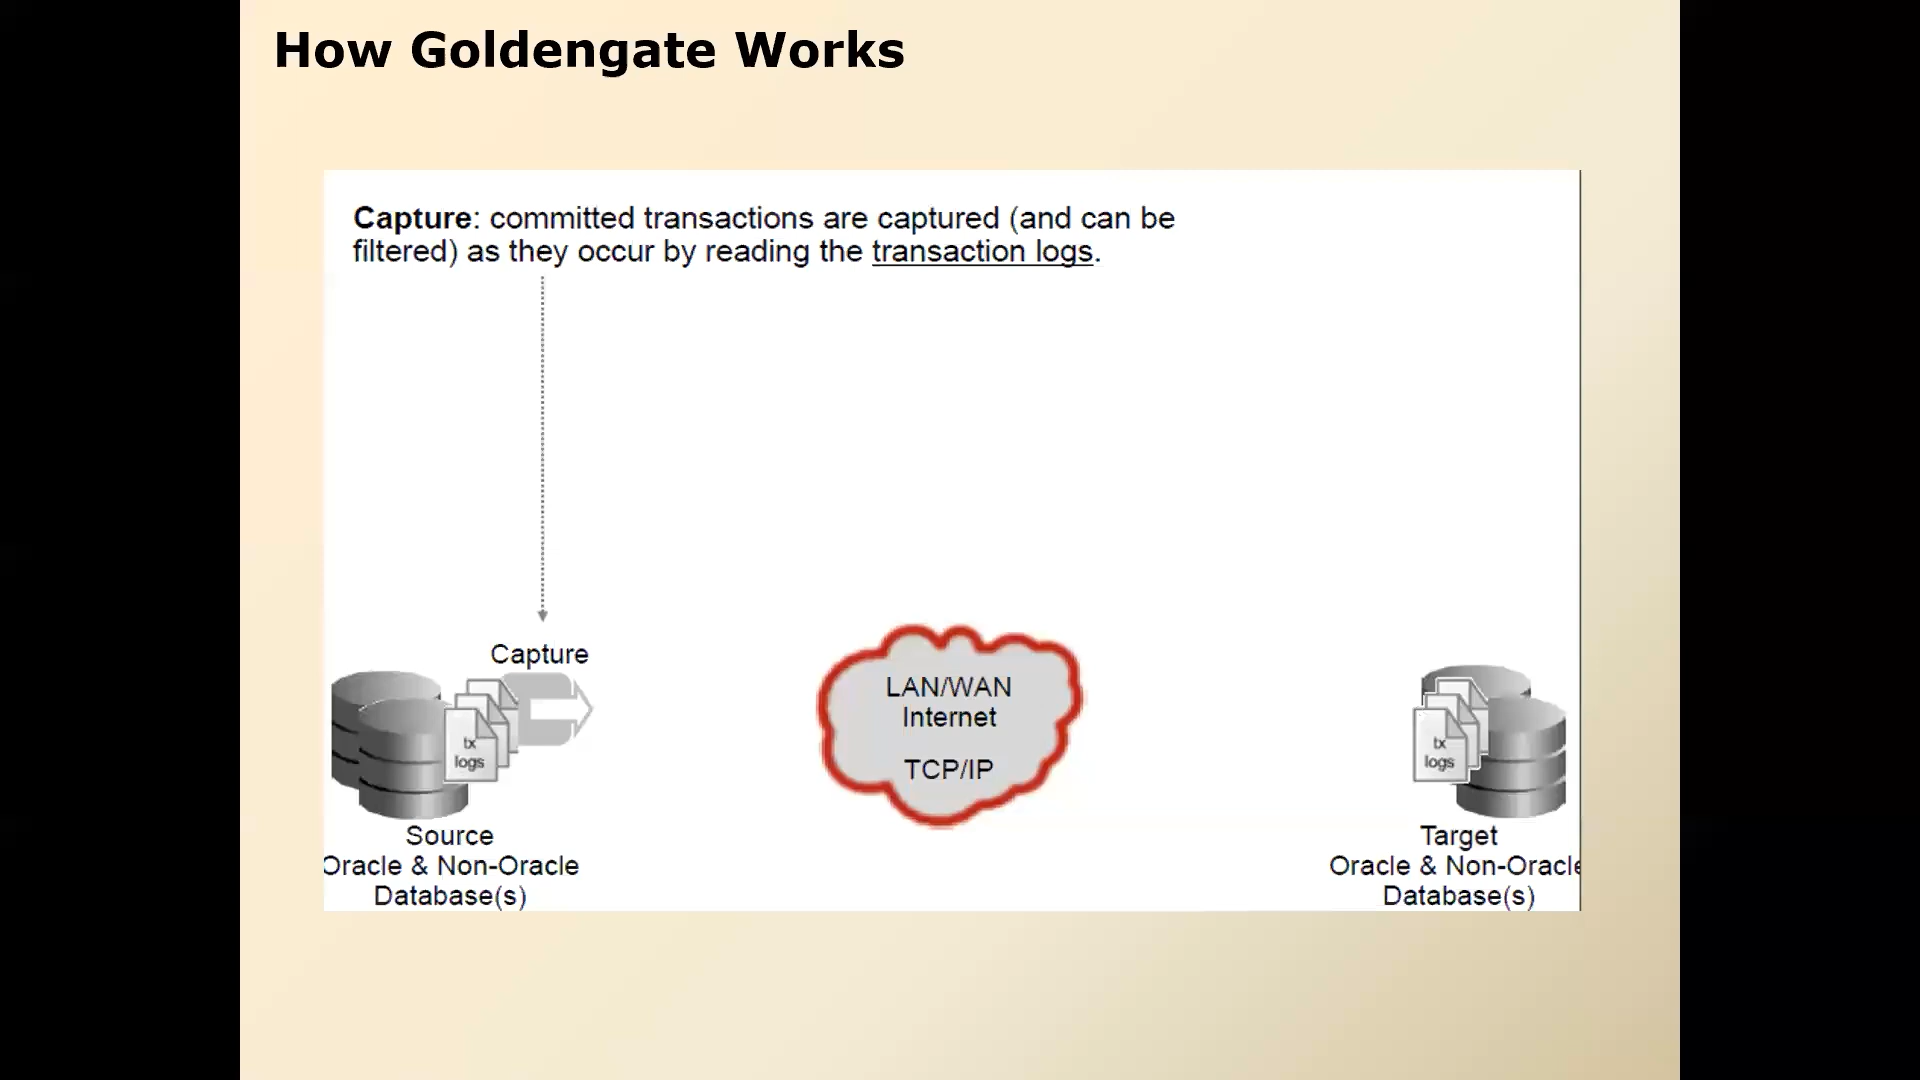 How Goldengate Works
Capture: committed transactions are captured (and can be
filtered) as they occur by reading the transaction logs.
Capture
tx
logs
Source
Oracle & Non-Oracle
Database(s)
LAN/WAN
Internet
TCP/IP
tx
logs
Target
Oracle & Non-Oracle
Database(s)